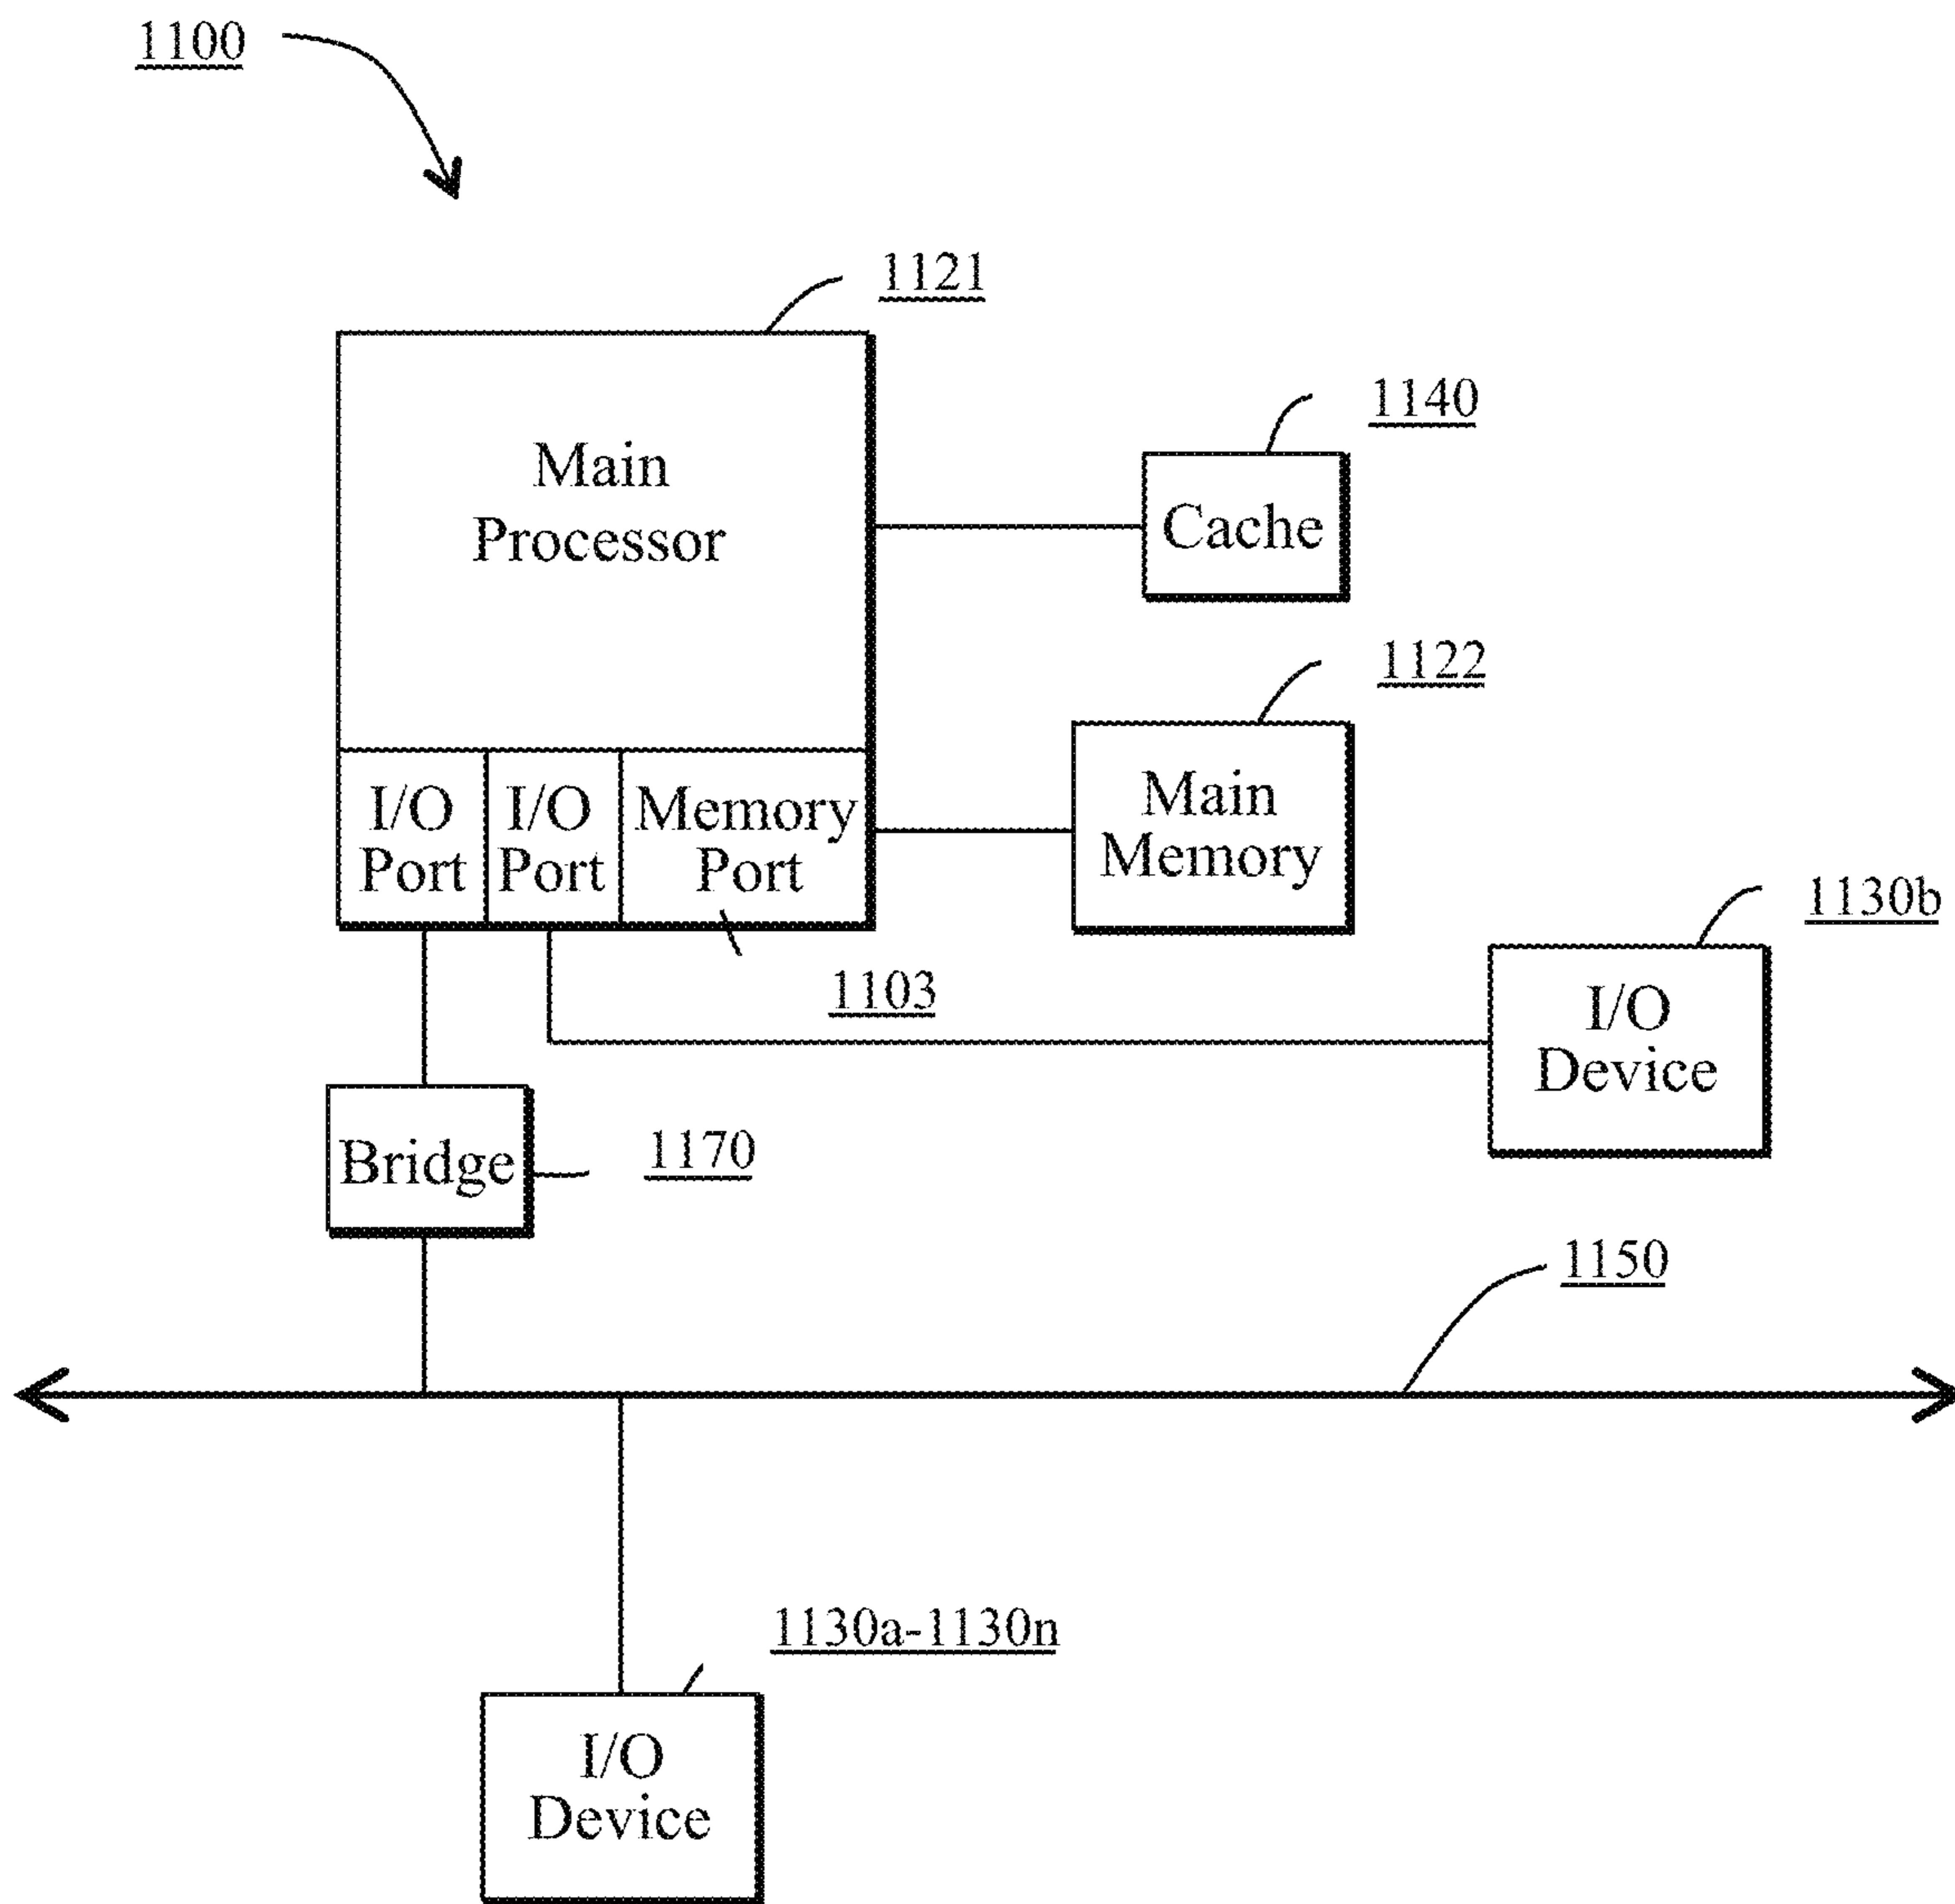 1100
1121
1140
Main
Processor
Cache
1122
I/O
Port
I/O
Port
Memory
Port
Main
Memory
1130b
1103
I/O
Device
Bridge
1170
1150
1130a-1130n
I/O
Device